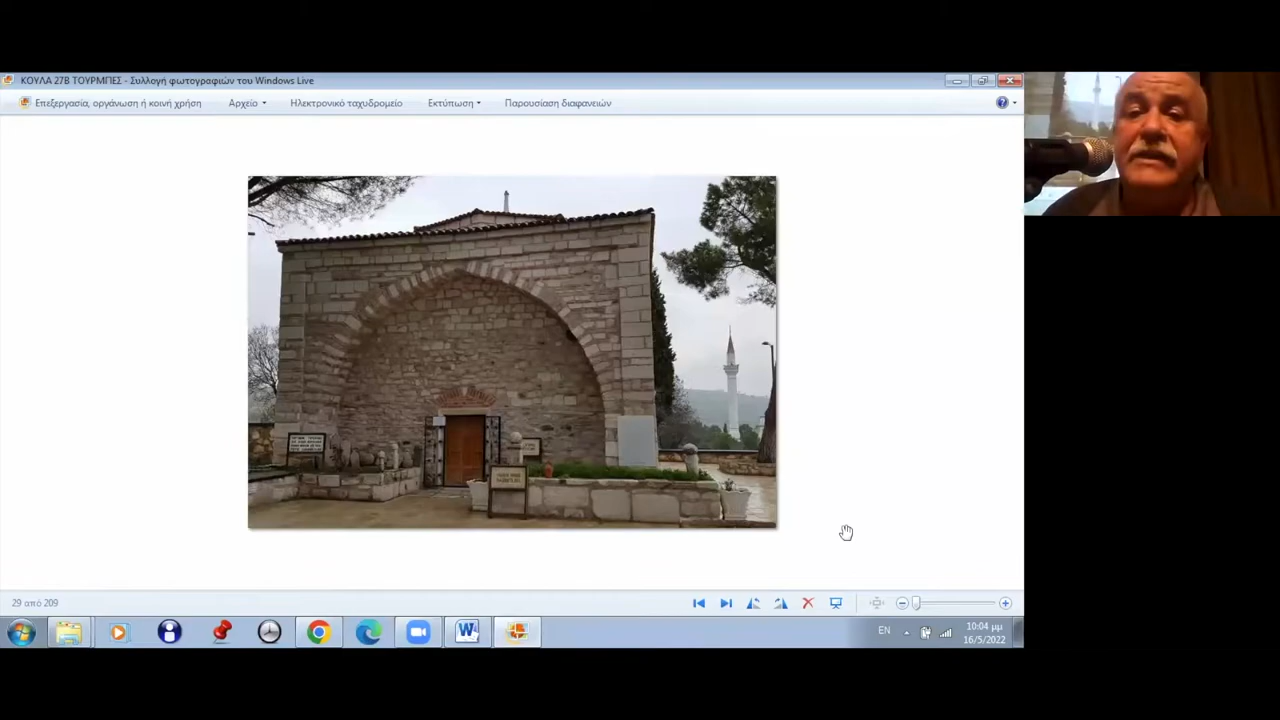 ΚΟΥΛΑ 27Β ΤΟΥΡΜΠΕΣ - Συλλογή φωτογραφιών του Windows Live
Επεξεργασία, οργάνωση ή κοινή χρήση
Αρχείο
Ηλεκτρονικό ταχυδρομείο
Εκτύπωση
Παρουσίαση διαφανειών
29 από 209
EN
10:04 μμ
16/5/2022